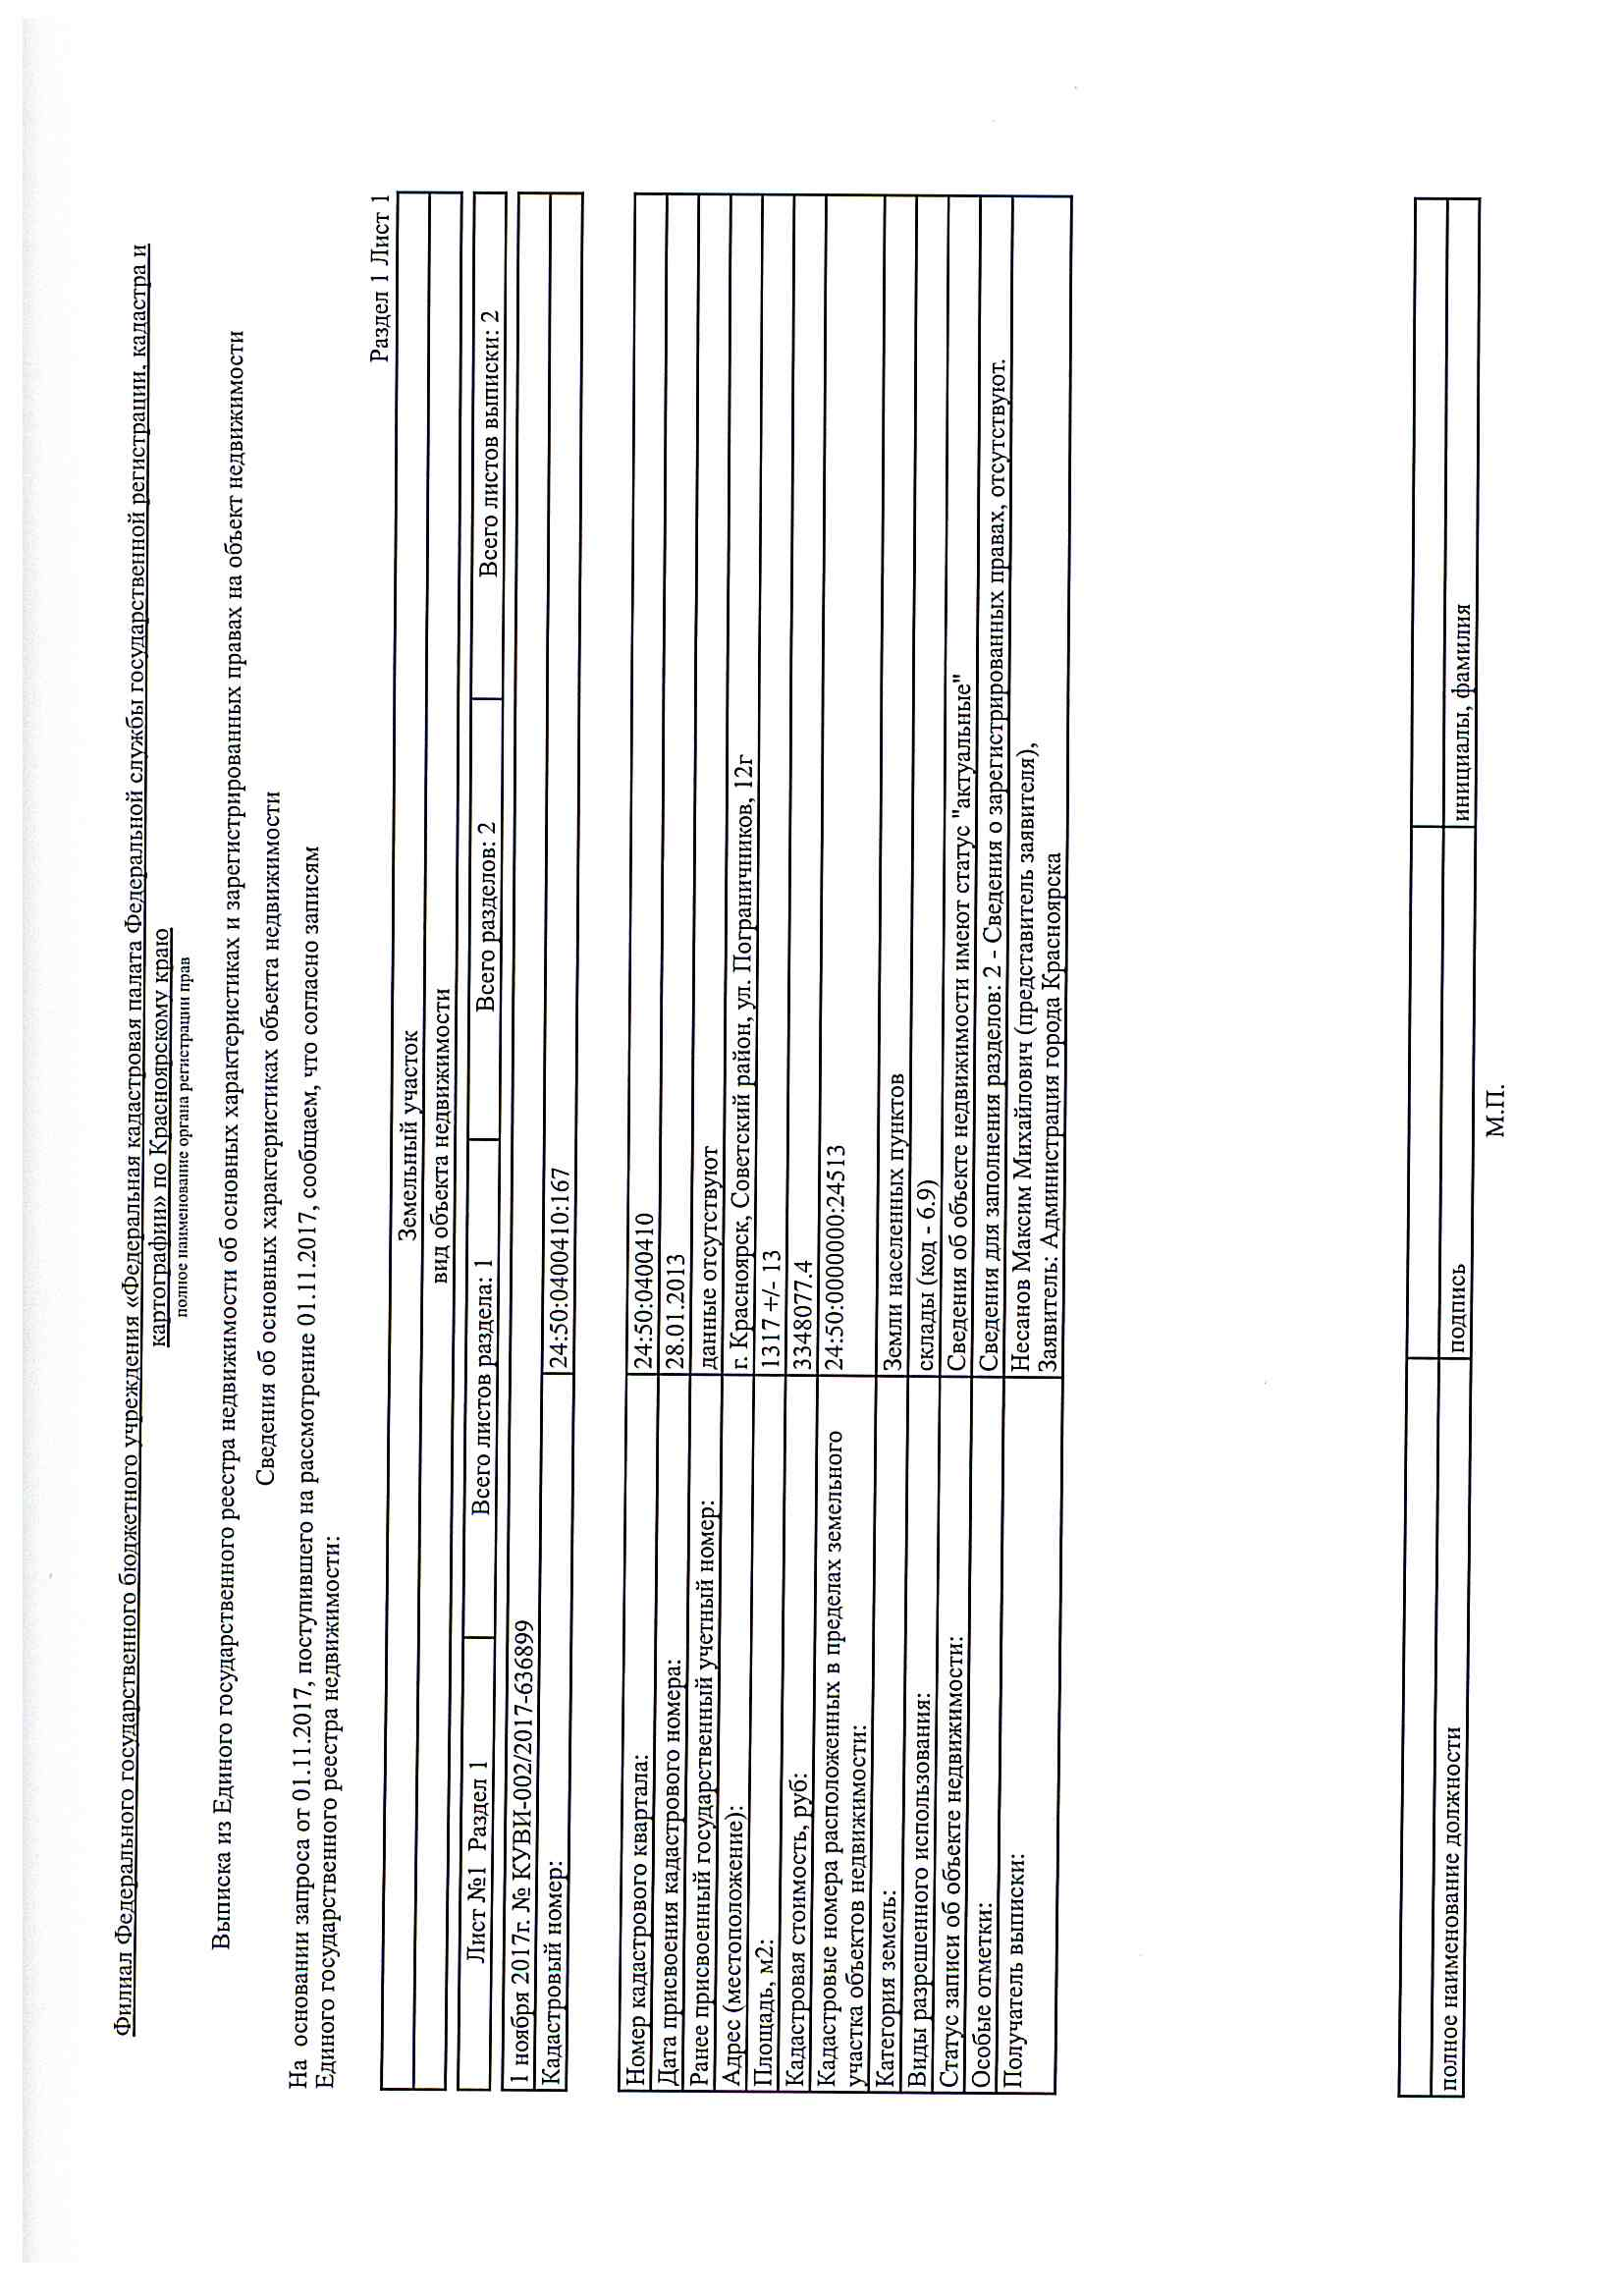 Филиал Федерального государственного бюджетного учреждения «Федеральная кадастровая палата Федеральной службы государственной регистрации, кадастра и
картографии» по Красноярскому краю
полное наименование органа регистрации прав
Выписка из Единого государственного реестра недвижимости об основных характеристиках и зарегистрированных правах на объект недвижимости
Сведения об основных характеристиках объекта недвижимости
На основании запроса от 01.11.2017, поступившего на рассмотрение 01.11.2017, сообщаем, что согласно записям
Единого государственного реестра недвижимости:
Раздел 1 Лист 1
Земельный участок
вид объекта недвижимости
Лист №1 Раздел 1 Всего листов раздела: 1 Всего разделов: 2 Всего листов выписки: 2
1 ноября 2017г. № КУВИ-002/2017-636899
Кадастровый номер: 24:50:0400410:167
Номер кадастрового квартала: 24:50:0400410
Дата присвоения кадастрового номера: 28.01.2013
Ранее присвоенный государственный учетный номер: данные отсутствуют
Адрес (местоположение): г. Красноярск, Советский район, ул. Пограничников, 12г
Площадь, м2: 1317 +/- 13
Кадастровая стоимость, руб: 3348077.4
Кадастровые номера расположенных в пределах земельного 24:50:0000000:24513
участка объектов недвижимости:
Категория земель: Земли населенных пунктов
Виды разрешенного использования: склады (код - 6.9)
Статус записи об объекте недвижимости: Сведения об объекте недвижимости имеют статус "актуальные"
Особые отметки: Сведения для заполнения разделов: 2 - Сведения о зарегистрированных правах, отсутствуют.
Получатель выписки: Несанов Максим Михайлович (представитель заявителя),
Заявитель: Администрация города Красноярска
полное наименование должности подпись инициалы, фамилия
М.П.